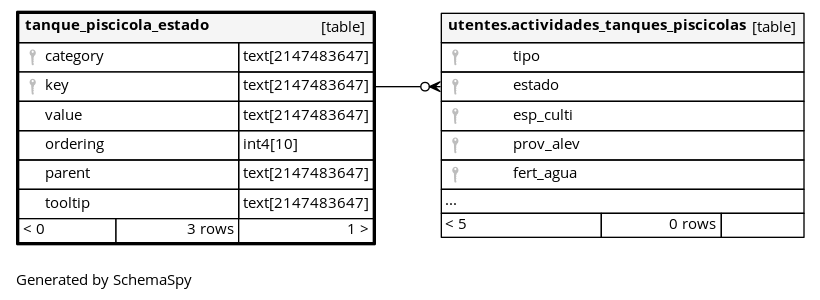 tanque_piscicola_estado [table]
category text[2147483647]
key text[2147483647]
value text[2147483647]
ordering int4[10]
parent text[2147483647]
tooltip text[2147483647]
< 0 3 rows 1 >
utentes.actividades_tanques_piscicolas [table]
tipo
estado
esp_culti
prov_alev
fert_agua
...
< 5 0 rows
Generated by SchemaSpy